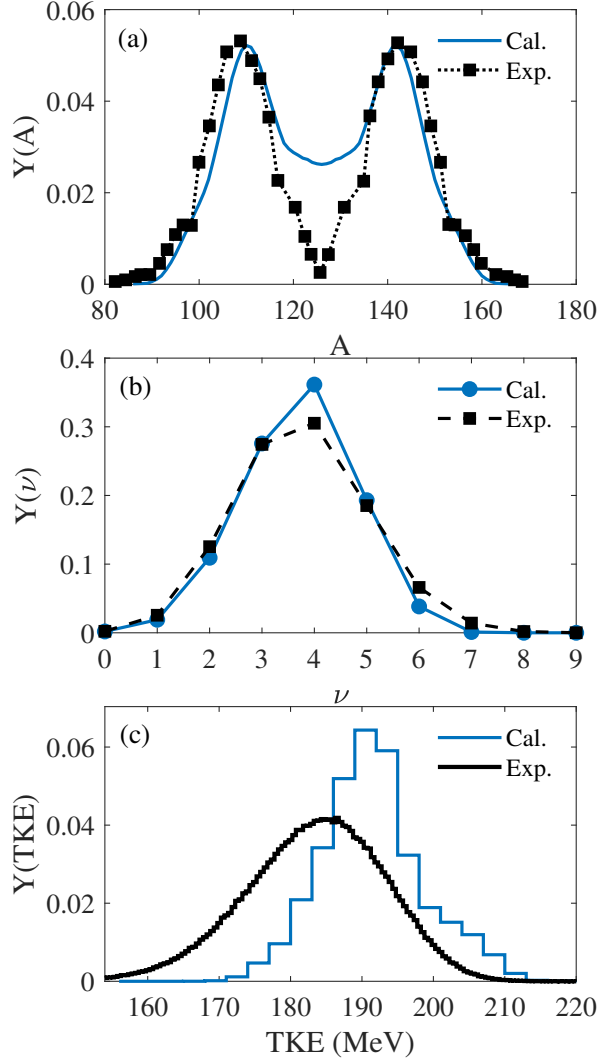 0.06
(a)
Cal.
Exp.
0.04
Y(A)
0.02
0
80 100 120 140 160 180
A
0.4
(b)
Cal.
Exp.
0.3
Y(ν)
0.2
0.1
0
0 1 2 3 4 5 6 7 8 9
ν
(c)
Cal.
Exp.
0.06
Y(TKE)
0.04
0.02
0
160 170 180 190 200 210 220
TKE (MeV)